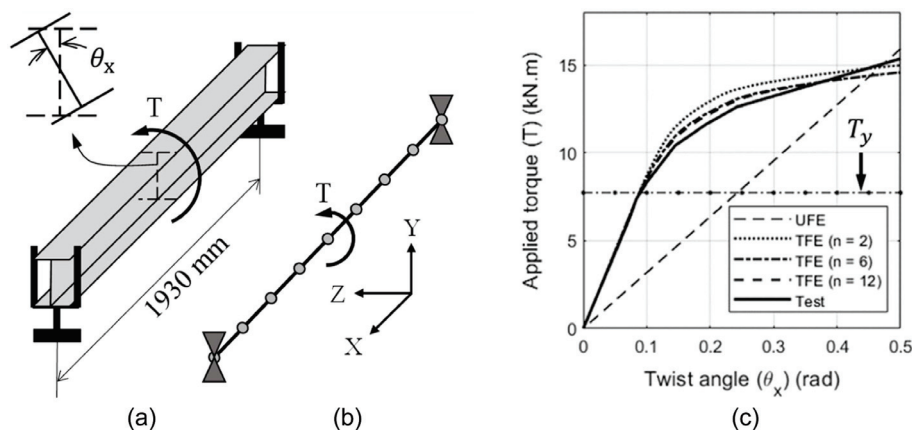 θx
T
1930 mm
(a)
T
Y
Z
X
(b)
Applied torque (T) (kN.m)
20
15
10
5
0
Ty
UFE
TFE (n = 2)
TFE (n = 6)
TFE (n = 12)
Test
0 0.1 0.2 0.3 0.4 0.5
Twist angle (θx) (rad)
(c)